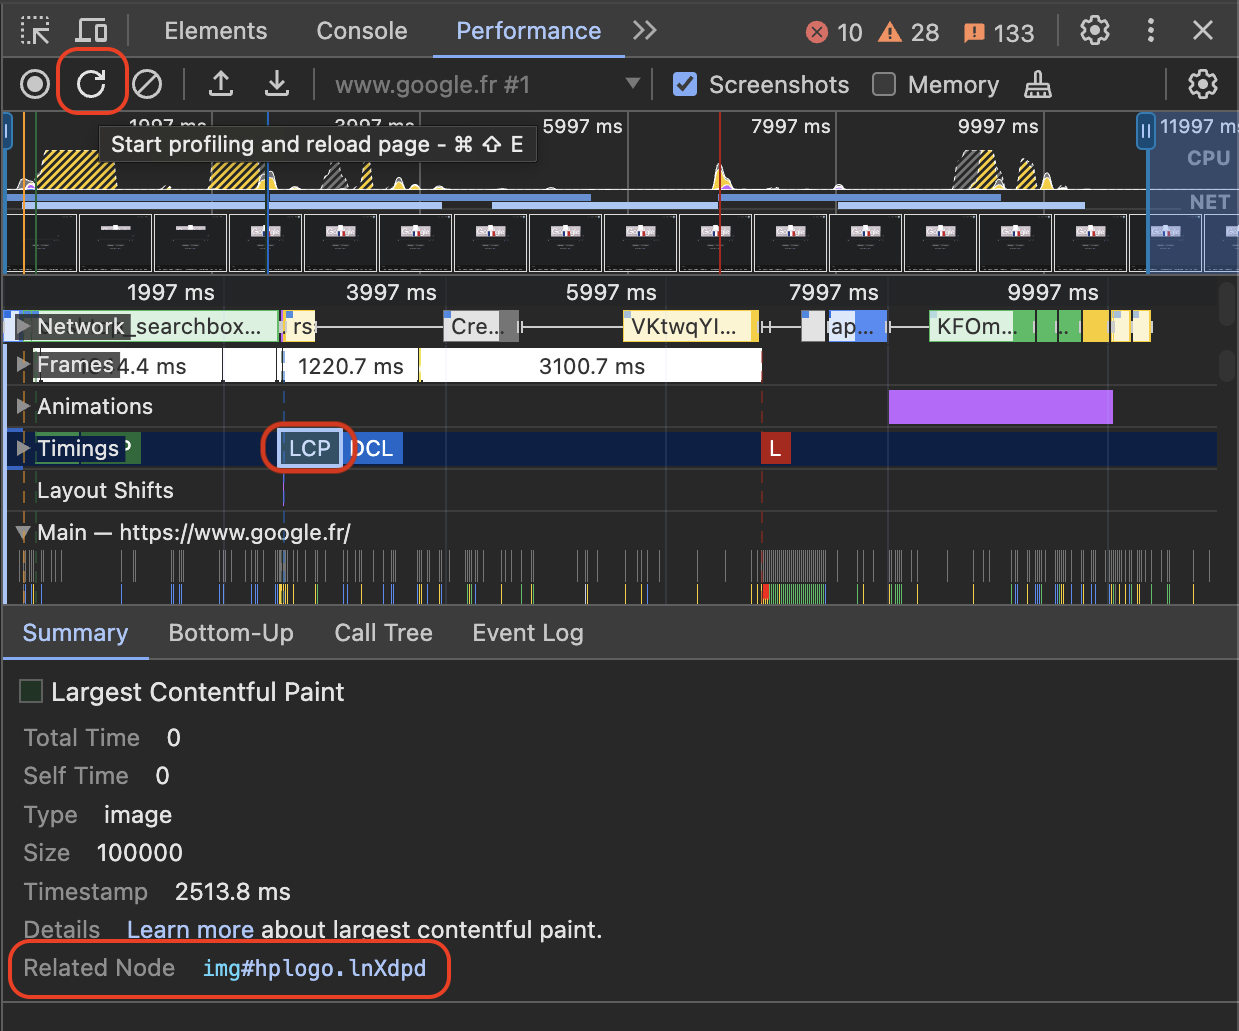 Elements Console Performance 10 28 133
www.google.fr #1 Screenshots Memory
1997 ms 3997 ms 5997 ms 7997 ms 9997 ms 11997 m
Start profiling and reload page - ⌘ ⇧ E
CPU
NET
1997 ms 3997 ms 5997 ms 7997 ms 9997 ms
Network _searchbox... rs Cre... VKtwqYI... ap... KFOm... ..
Frames 4.4 ms 1220.7 ms 3100.7 ms
Animations
Timings P LCP DCL L
Layout Shifts
Main — https://www.google.fr/
Summary Bottom-Up Call Tree Event Log
Largest Contentful Paint
Total Time 0
Self Time 0
Type image
Size 100000
Timestamp 2513.8 ms
Details Learn more about largest contentful paint.
Related Node img#hplogo.lnXdpd